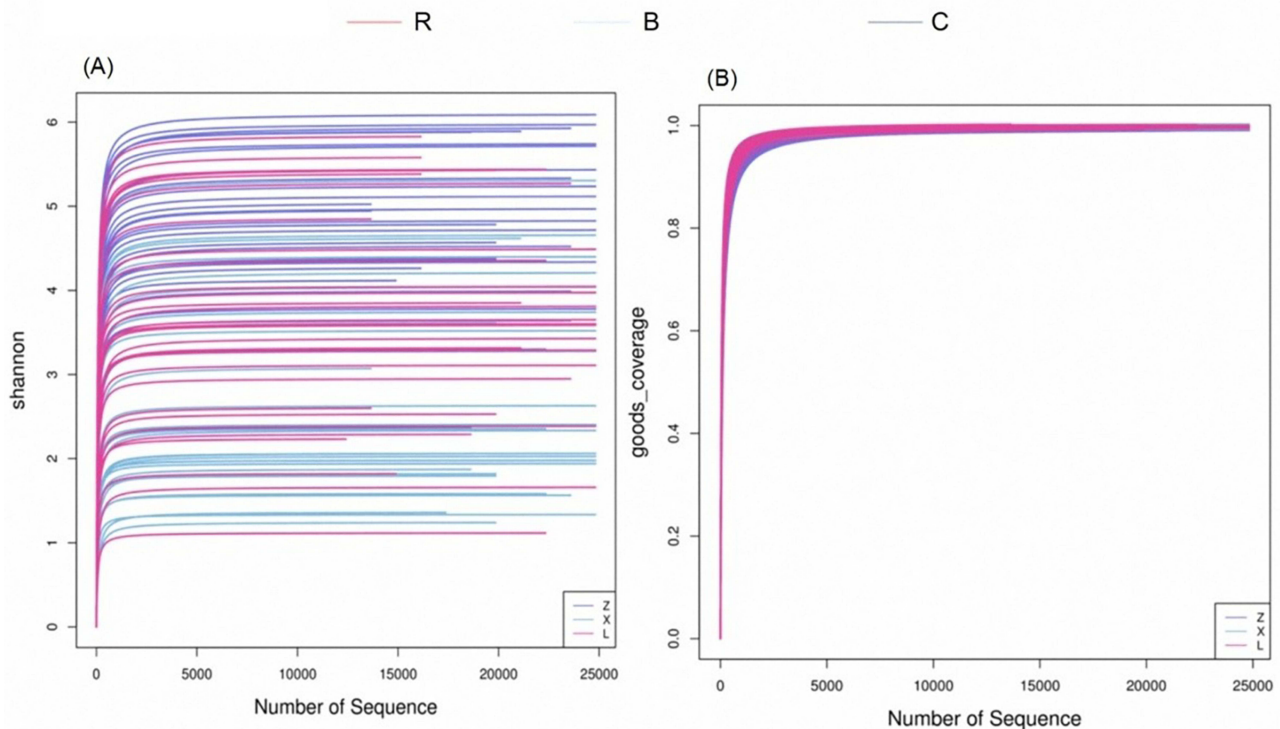 R B C
(A)
(B)
shannon
6
5
4
3
2
1
0
Z
X
L
0 5000 10000 15000 20000 25000
Number of Sequence
goods_coverage
1.0
0.8
0.6
0.4
0.2
0.0
Z
X
L
0 5000 10000 15000 20000 25000
Number of Sequence